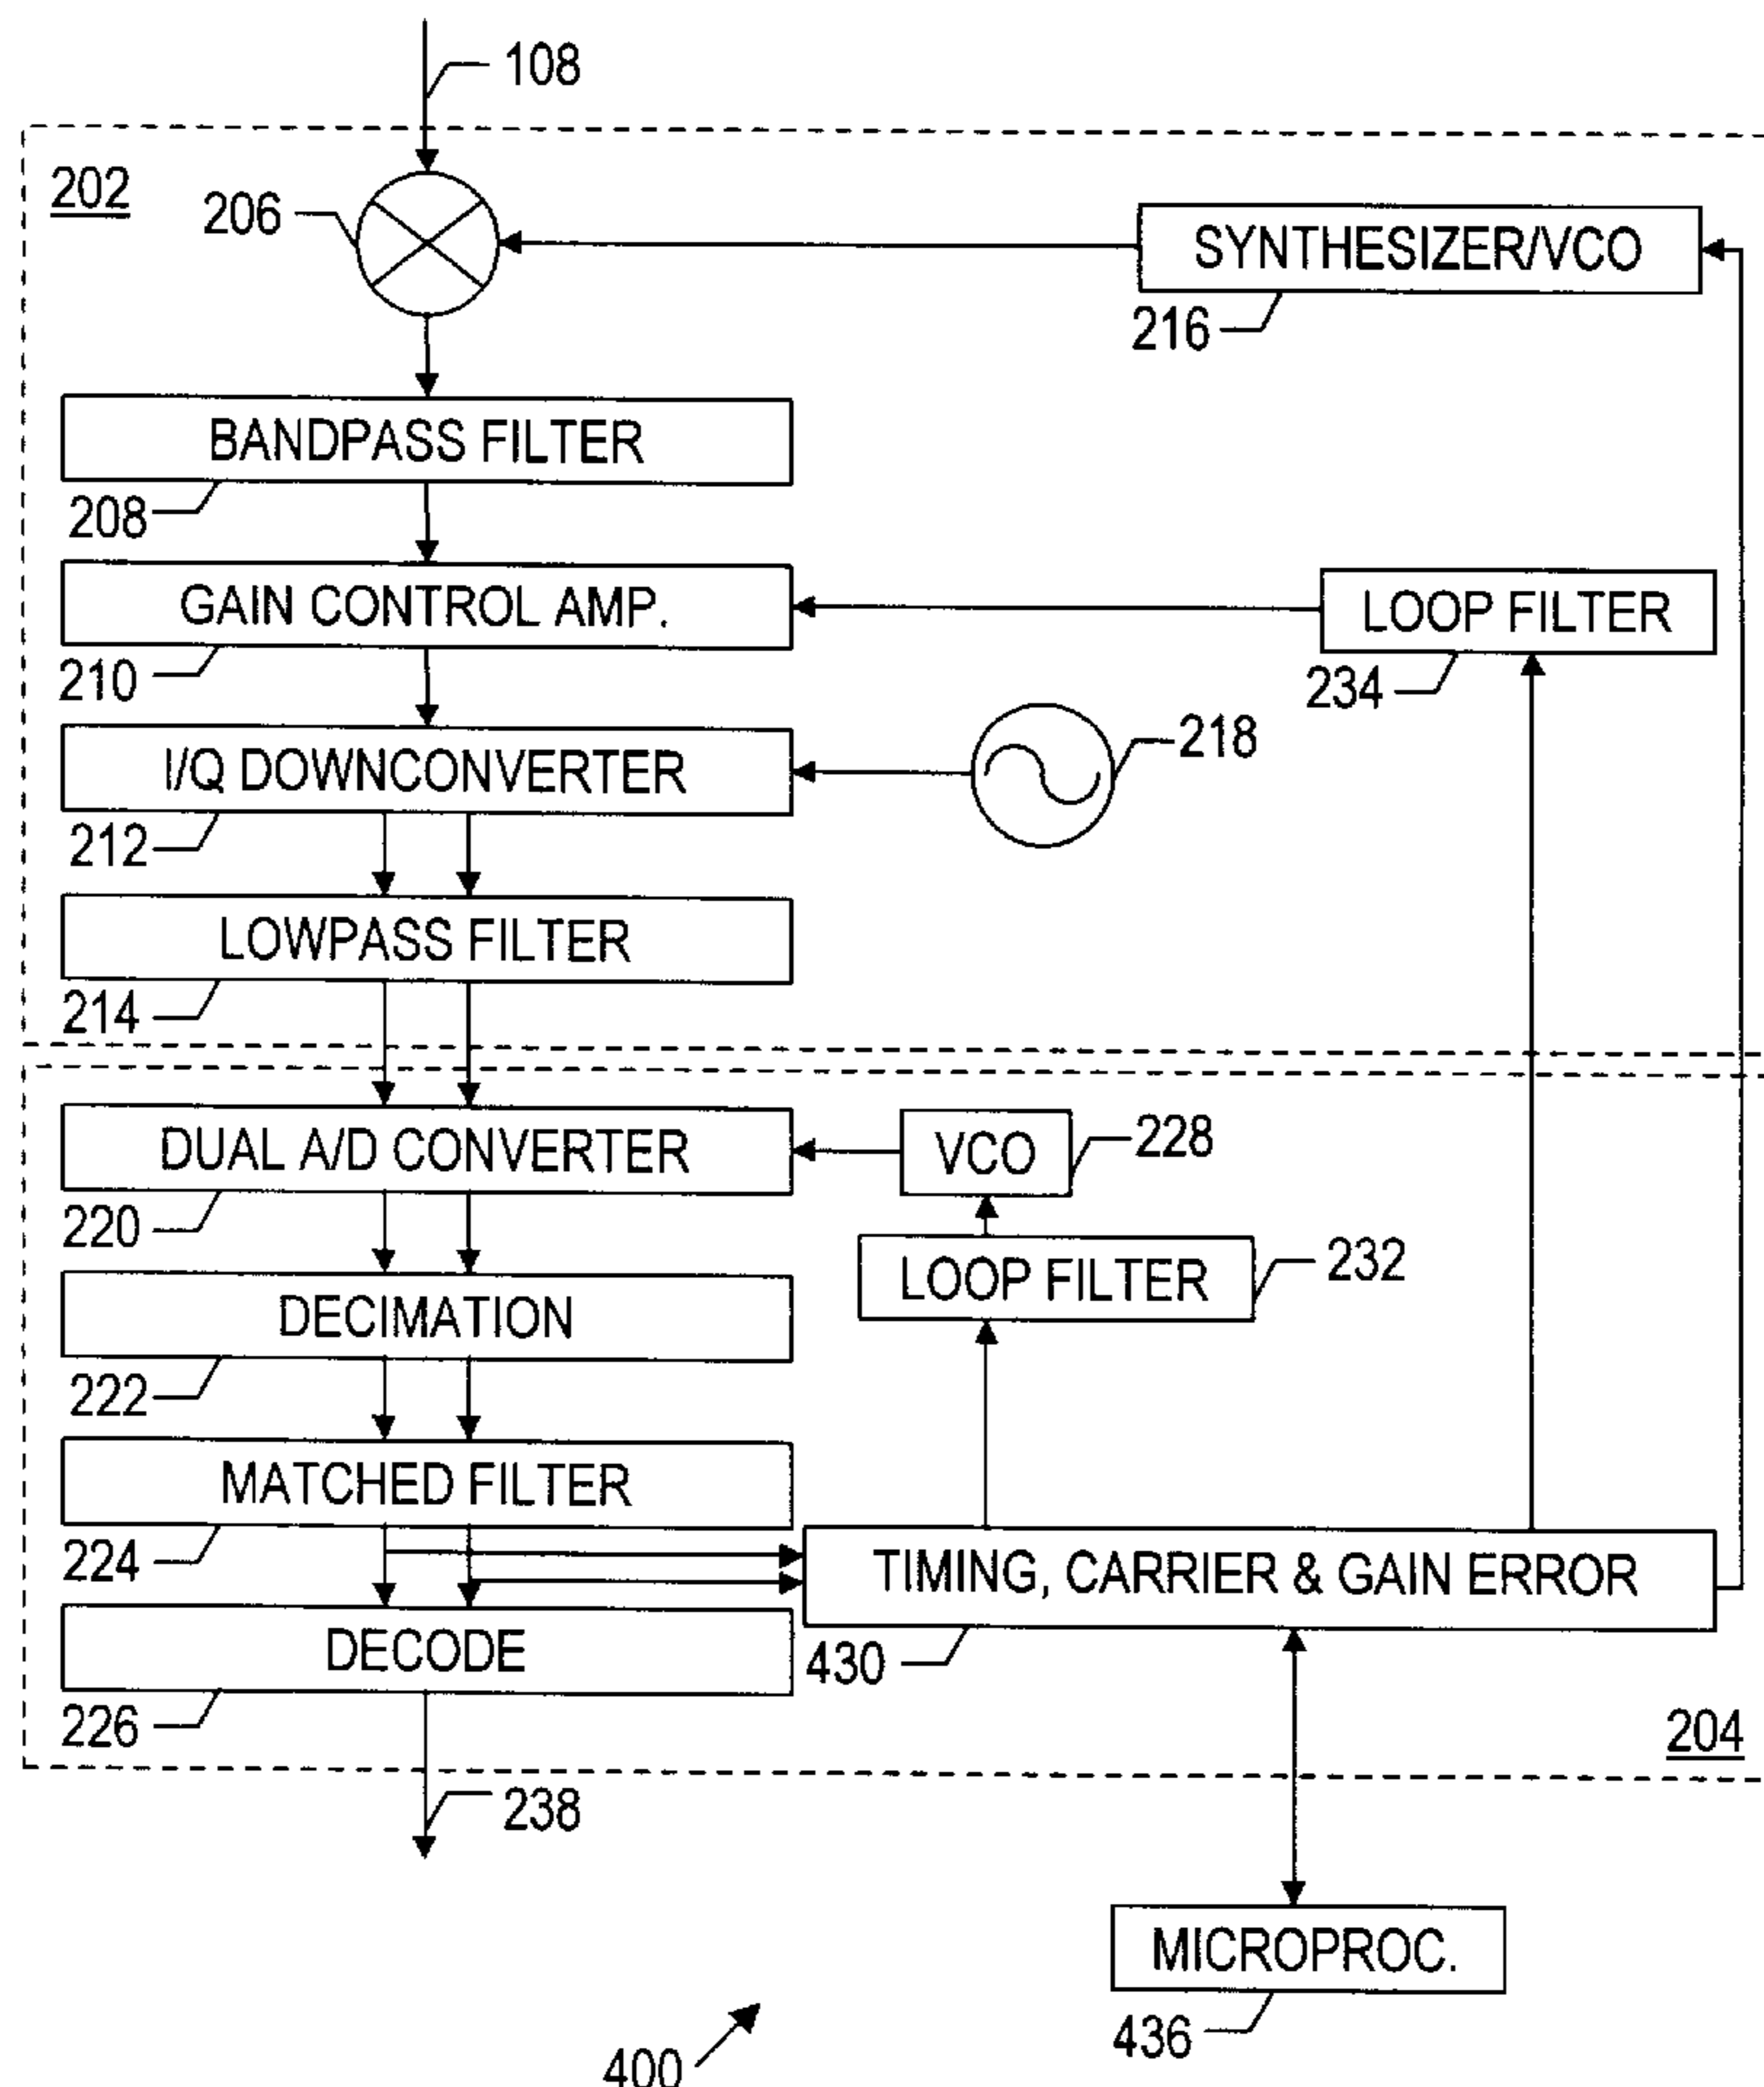 108
202
206
SYNTHESIZER/VCO
216
BANDPASS FILTER
208
GAIN CONTROL AMP.
210
LOOP FILTER
234
I/Q DOWNCONVERTER
212
218
LOWPASS FILTER
214
DUAL A/D CONVERTER
220
VCO
228
LOOP FILTER
232
DECIMATION
222
MATCHED FILTER
224
TIMING, CARRIER & GAIN ERROR
430
DECODE
226
204
238
MICROPROC.
436
400